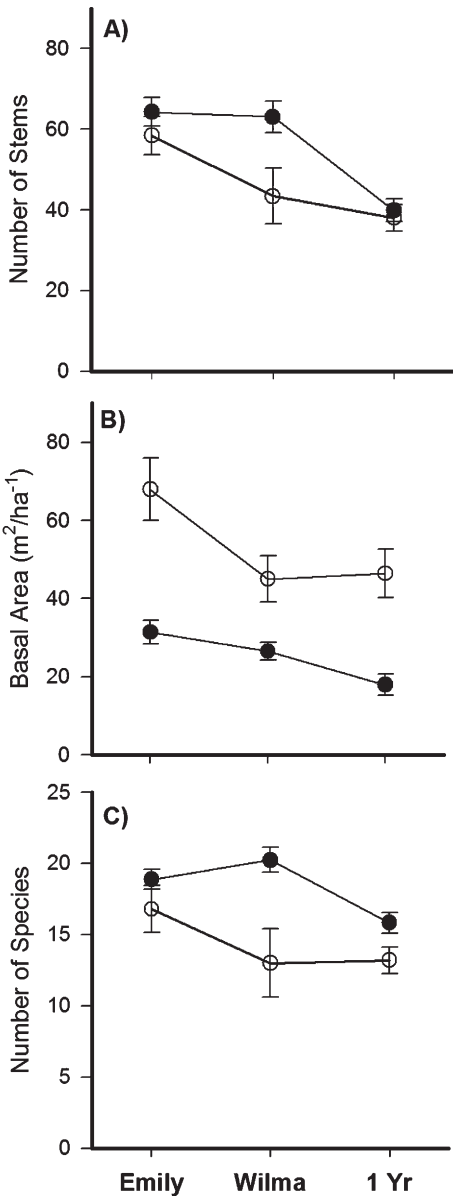 A)
Number of Stems
80
60
40
20
0
B)
Basal Area (m²/ha⁻¹)
80
60
40
20
0
C)
Number of Species
25
20
15
10
5
0
Emily Wilma 1 Yr